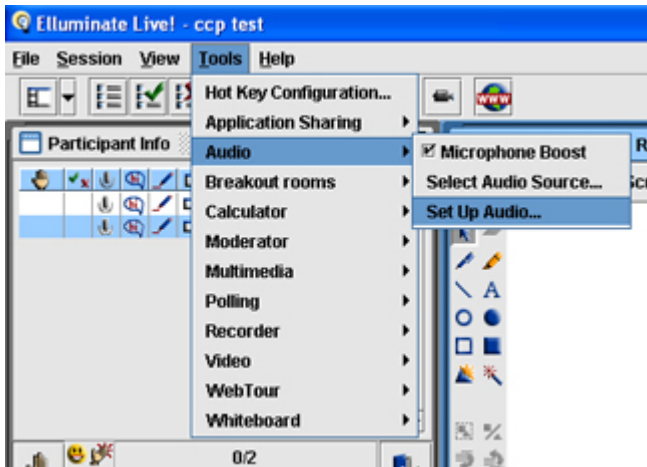 Elluminate Live! - ccp test
File Session View Tools Help
Hot Key Configuration...
Application Sharing
Participant Info
Audio
Microphone Boost
Breakout rooms
Select Audio Source...
Calculator
Set Up Audio...
Moderator
Multimedia
Polling
Recorder
Video
WebTour
Whiteboard
0/2
www
A